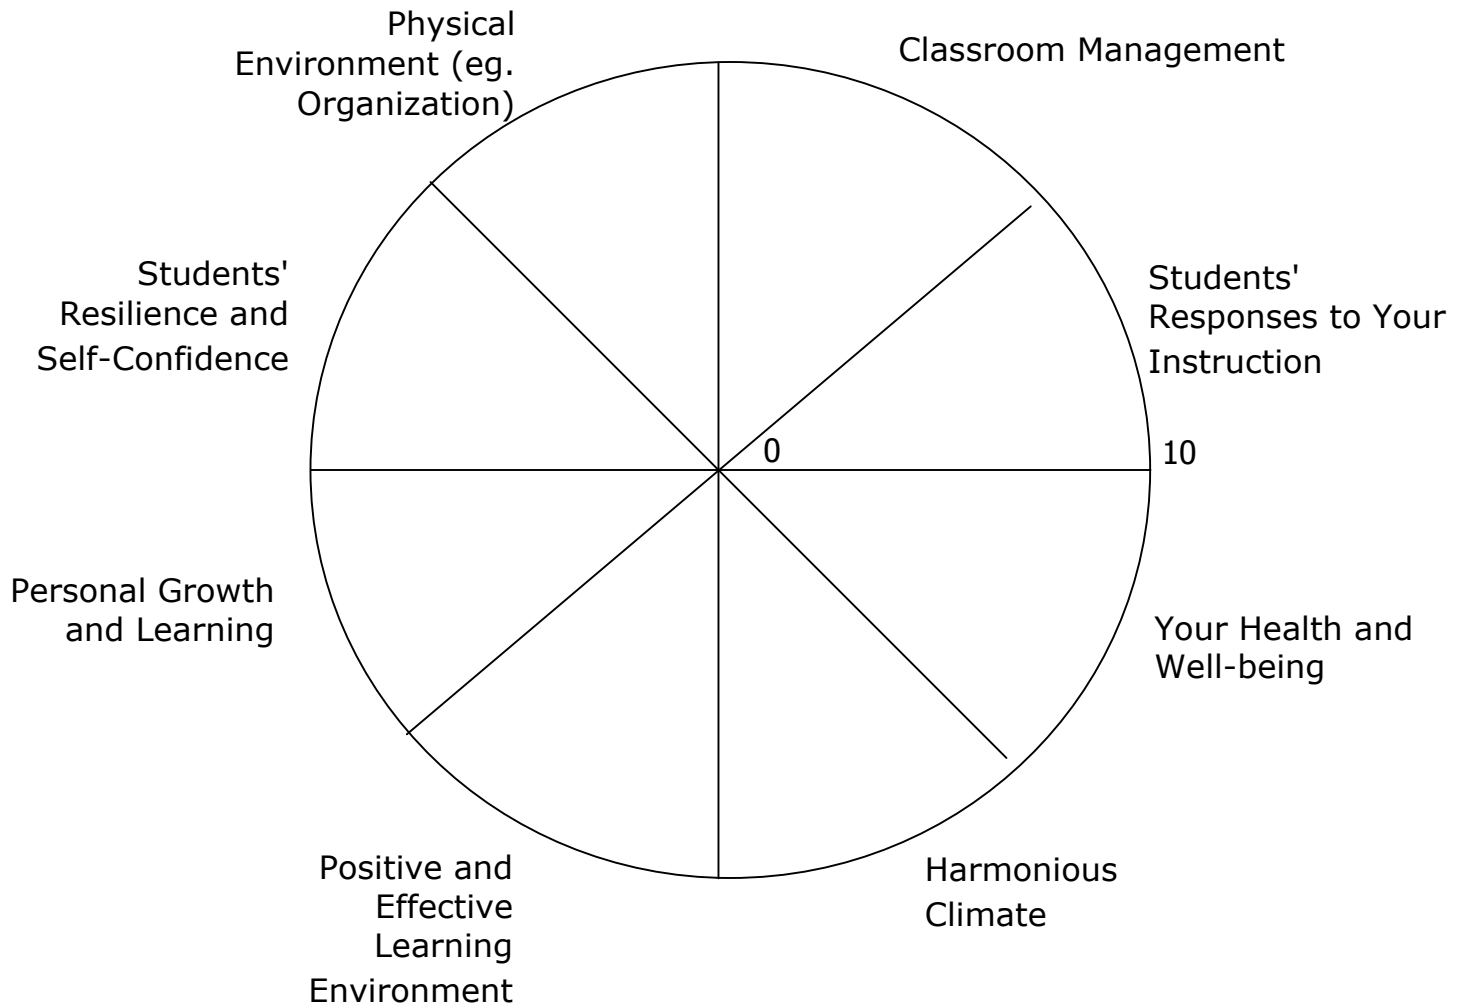 Physical
Environment (eg.
Organization)
Classroom Management
Students'
Resilience and
Self-Confidence
Students'
Responses to Your
Instruction
0
10
Personal Growth
and Learning
Your Health and
Well-being
Positive and
Effective
Learning
Environment
Harmonious
Climate